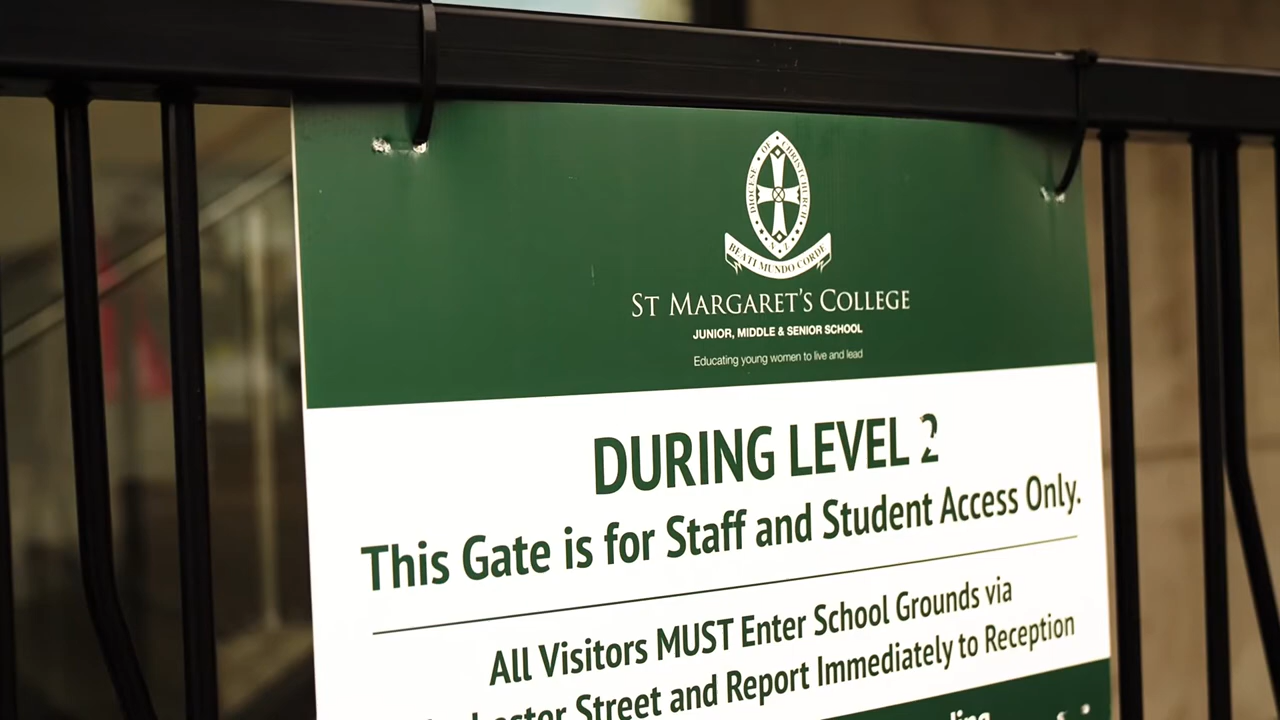 DIOCESE OF CHRISTCHURCH
BEATI MUNDO CORDE
ST MARGARET'S COLLEGE
JUNIOR, MIDDLE & SENIOR SCHOOL
Educating young women to live and lead
DURING LEVEL 2
This Gate is for Staff and Student Access Only.
All Visitors MUST Enter School Grounds via
Street and Report Immediately to Reception